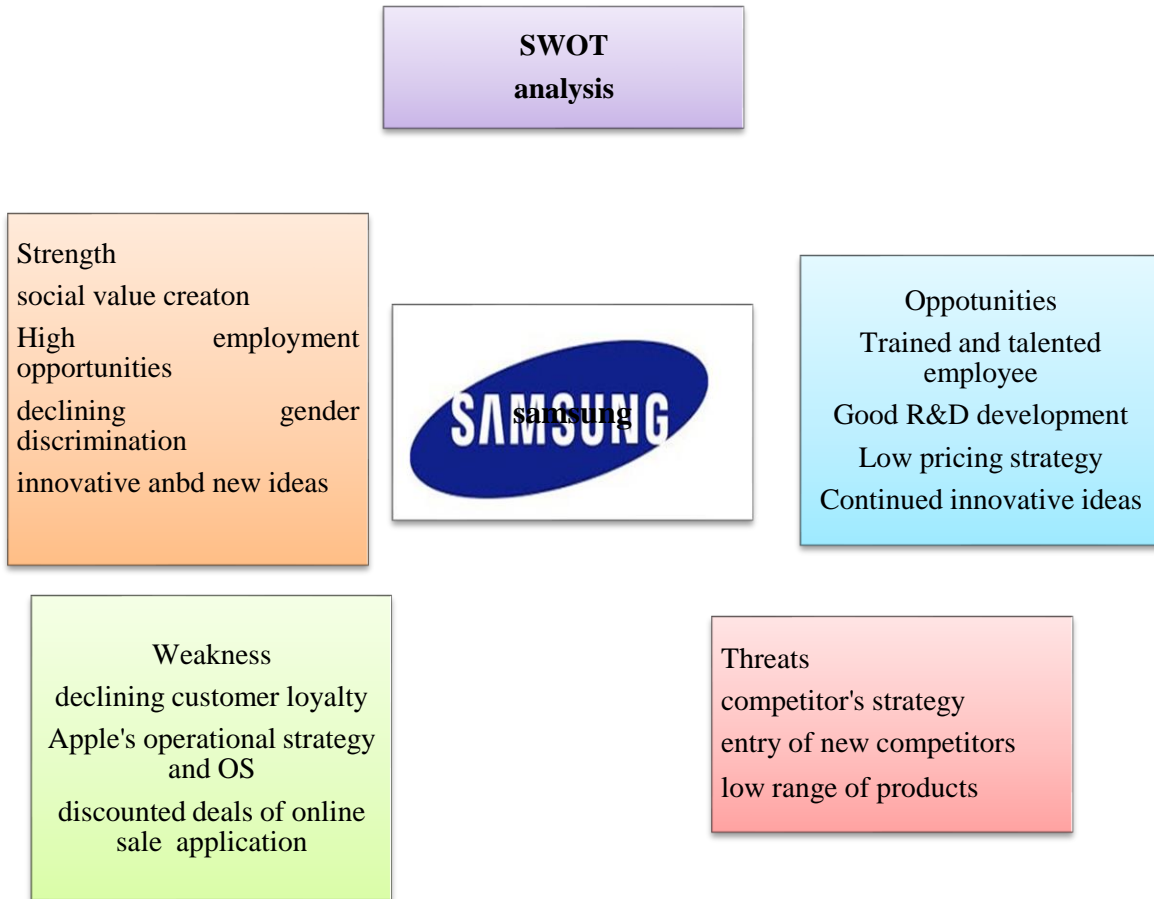 SWOT
analysis
Strength
social value creaton
High employment
opportunities
declining gender
discrimination
innovative anbd new ideas
SAMSUNG
samsung
Oppotunities
Trained and talented
employee
Good R&D development
Low pricing strategy
Continued innovative ideas
Weakness
declining customer loyalty
Apple's operational strategy
and OS
discounted deals of online
sale application
Threats
competitor's strategy
entry of new competitors
low range of products